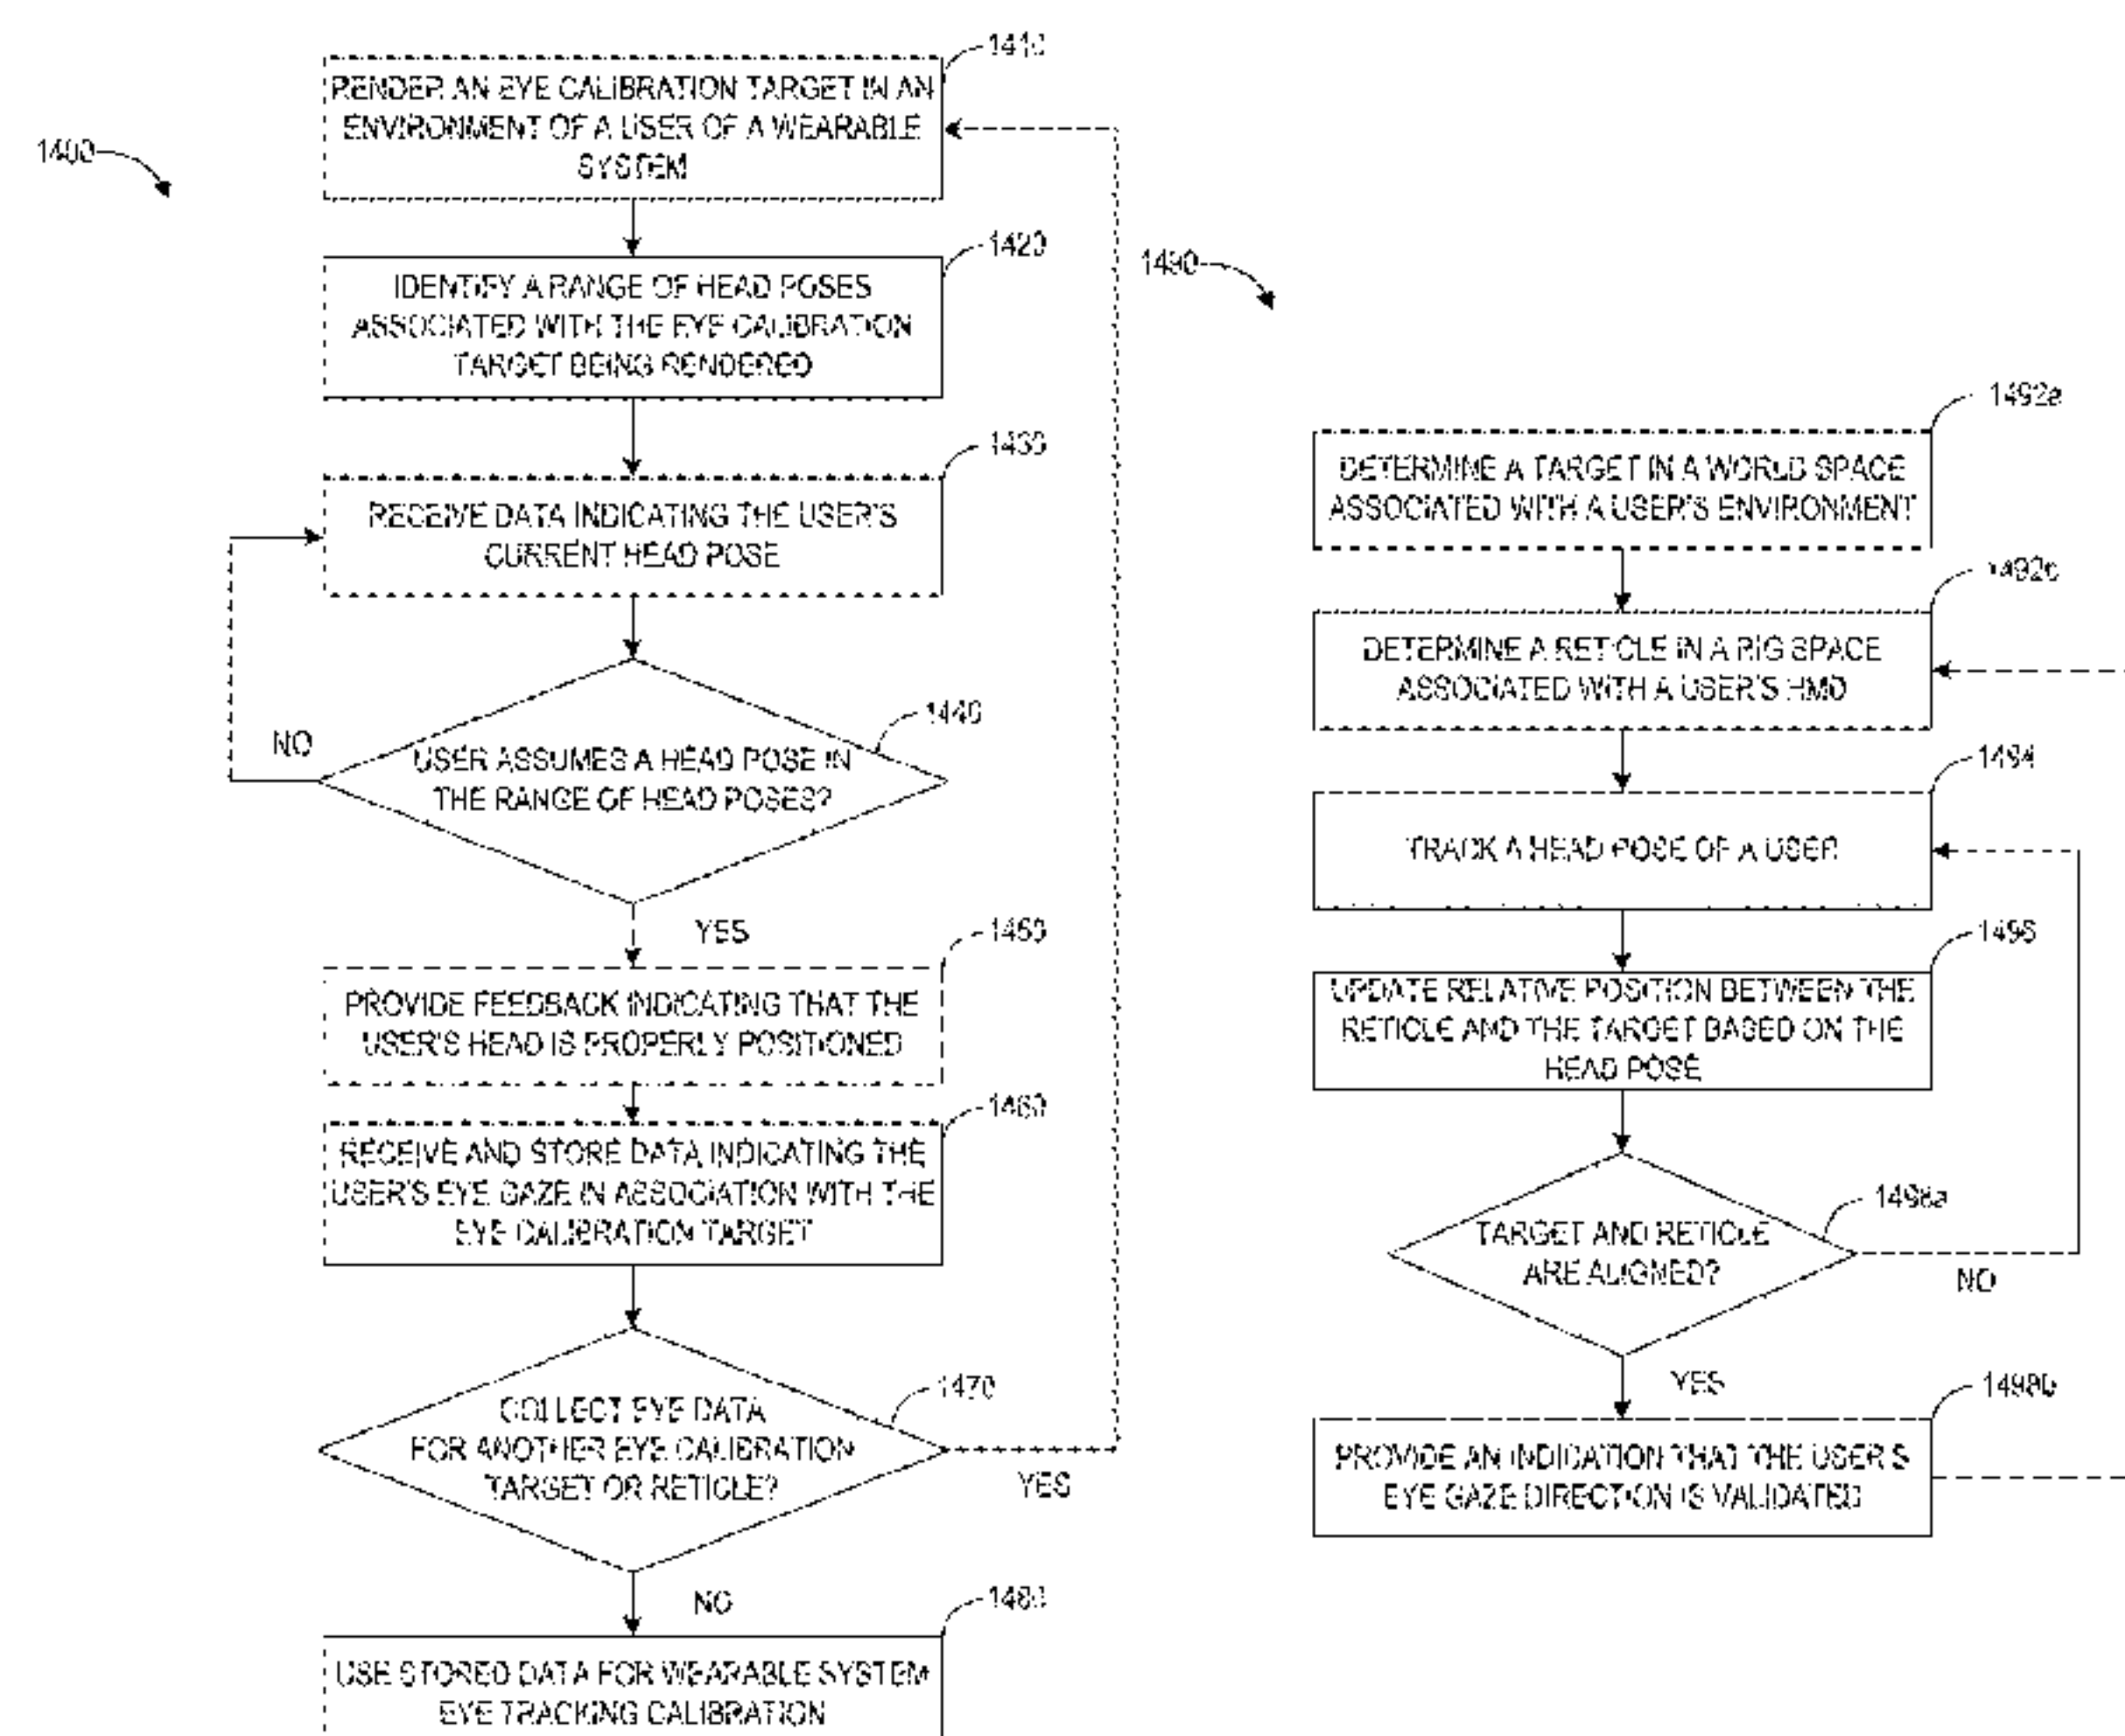 1400
1410
RENDER AN EYE CALIBRATION TARGET IN AN
ENVIRONMENT OF A USER OF A WEARABLE
SYSTEM
1420
IDENTIFY A RANGE OF HEAD POSES
ASSOCIATED WITH THE EYE CALIBRATION
TARGET BEING RENDERED
1430
RECEIVE DATA INDICATING THE USER'S
CURRENT HEAD POSE
1440
USER ASSUMES A HEAD POSE IN
THE RANGE OF HEAD POSES?
NO
YES
1450
PROVIDE FEEDBACK INDICATING THAT THE
USER'S HEAD IS PROPERLY POSITIONED
1460
RECEIVE AND STORE DATA INDICATING THE
USER'S EYE GAZE IN ASSOCIATION WITH THE
EYE CALIBRATION TARGET
1470
COLLECT EYE DATA
FOR ANOTHER EYE CALIBRATION
TARGET OR RETICLE?
YES
NO
1480
USE STORED DATA FOR WEARABLE SYSTEM
EYE TRACKING CALIBRATION
1490
1492a
DETERMINE A TARGET IN A WORLD SPACE
ASSOCIATED WITH A USER'S ENVIRONMENT
1492c
DETERMINE A RETICLE IN A RIG SPACE
ASSOCIATED WITH A USER'S HMD
1494
TRACK A HEAD POSE OF A USER
1496
UPDATE RELATIVE POSITION BETWEEN THE
RETICLE AND THE TARGET BASED ON THE
HEAD POSE
1498a
TARGET AND RETICLE
ARE ALIGNED?
NO
YES
1498b
PROVIDE AN INDICATION THAT THE USER'S
EYE GAZE DIRECTION IS VALIDATED